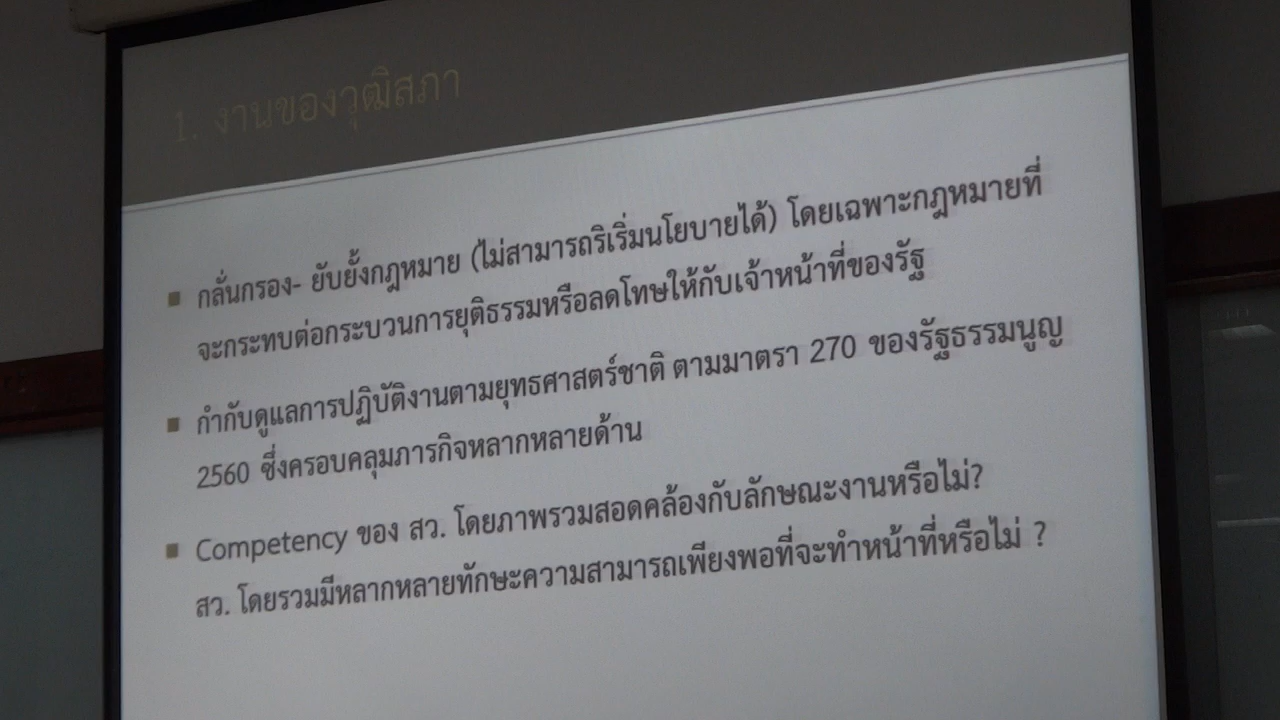 1. งานของวุฒิสภา
▪ กลั่นกรอง- ยับยั้งกฎหมาย (ไม่สามารถริเริ่มนโยบายได้) โดยเฉพาะกฎหมายที่
จะกระทบต่อกระบวนการยุติธรรมหรือลดโทษให้กับเจ้าหน้าที่ของรัฐ
▪ กำกับดูแลการปฏิบัติงานตามยุทธศาสตร์ชาติ ตามมาตรา 270 ของรัฐธรรมนูญ
2560 ซึ่งครอบคลุมภารกิจหลากหลายด้าน
▪ Competency ของ สว. โดยภาพรวมสอดคล้องกับลักษณะงานหรือไม่?
สว. โดยรวมมีหลากหลายทักษะความสามารถเพียงพอที่จะทำหน้าที่หรือไม่ ?